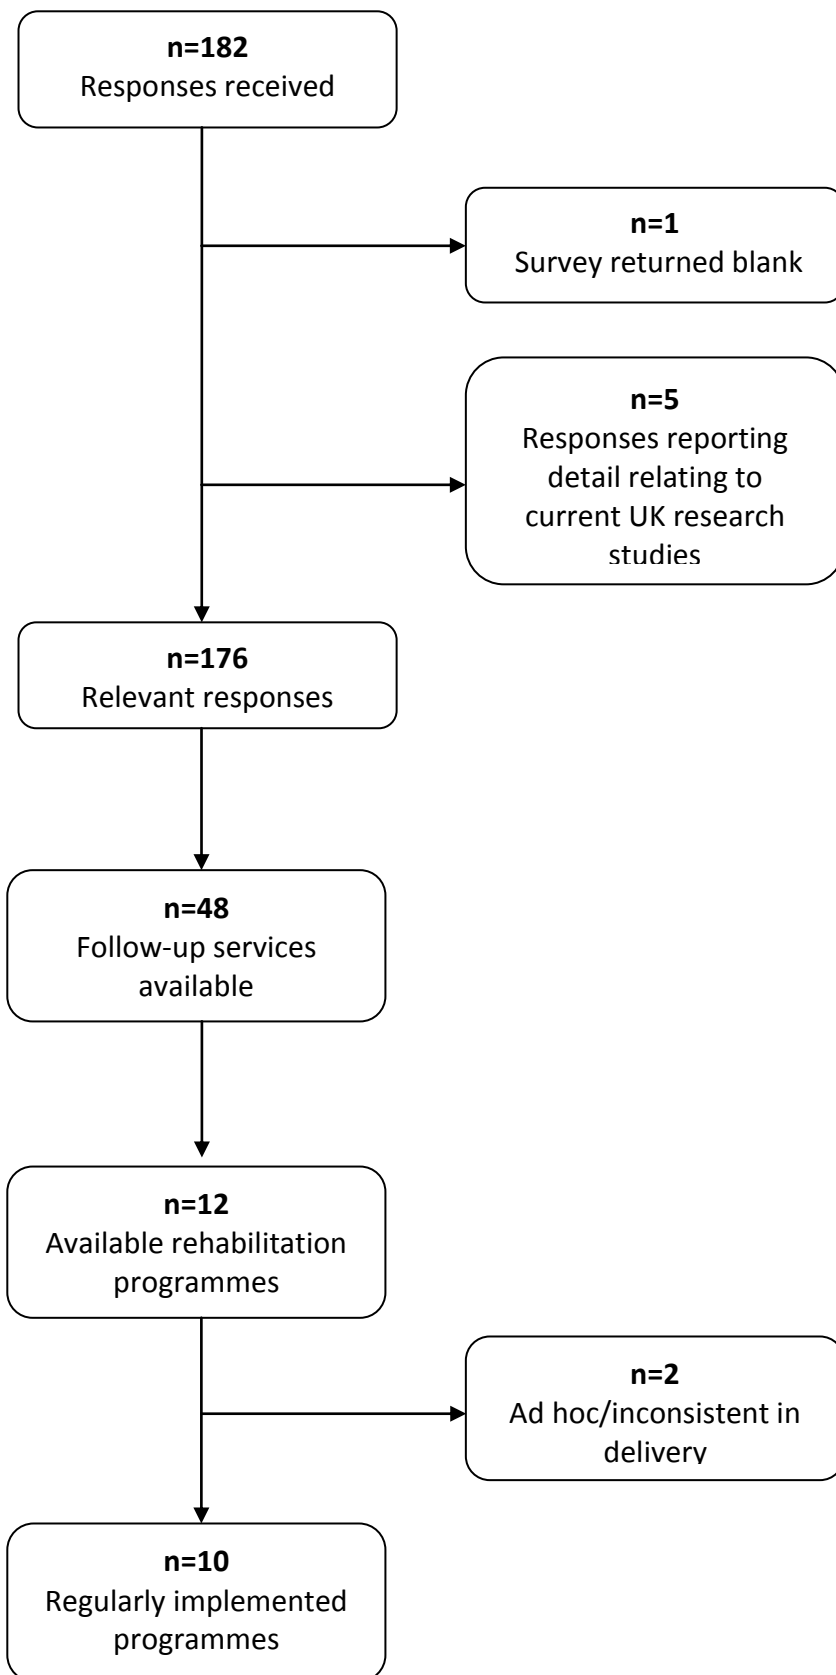 n=182
Responses received
n=1
Survey returned blank
n=5
Responses reporting
detail relating to
current UK research
studies
n=176
Relevant responses
n=48
Follow-up services
available
n=12
Available rehabilitation
programmes
n=2
Ad hoc/inconsistent in
delivery
n=10
Regularly implemented
programmes